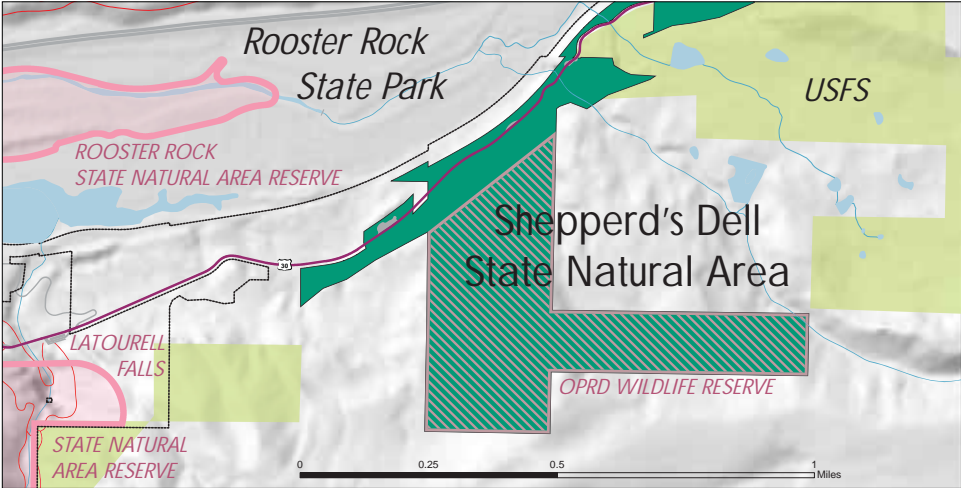 Rooster Rock
State Park
USFS
ROOSTER ROCK
STATE NATURAL AREA RESERVE
Shepperd's Dell
State Natural Area
30
LATOURELL
FALLS
OPRD WILDLIFE RESERVE
STATE NATURAL
AREA RESERVE
0 0.25 0.5 1
Miles